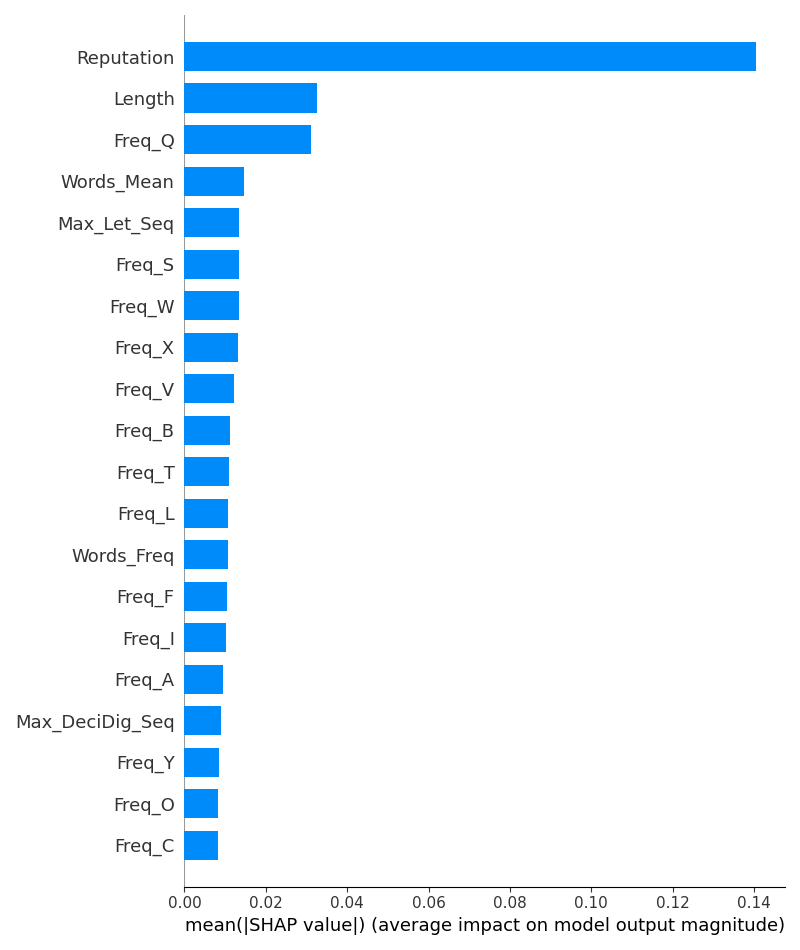 Reputation
Length
Freq_Q
Words_Mean
Max_Let_Seq
Freq_S
Freq_W
Freq_X
Freq_V
Freq_B
Freq_T
Freq_L
Words_Freq
Freq_F
Freq_I
Freq_A
Max_DeciDig_Seq
Freq_Y
Freq_O
Freq_C
0.00 0.02 0.04 0.06 0.08 0.10 0.12 0.14
mean(|SHAP value|) (average impact on model output magnitude)